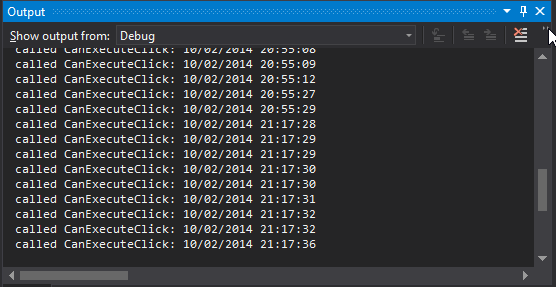 Output
Show output from: Debug
called CanExecuteClick: 10/02/2014 20:55:08
called CanExecuteClick: 10/02/2014 20:55:09
called CanExecuteClick: 10/02/2014 20:55:12
called CanExecuteClick: 10/02/2014 20:55:27
called CanExecuteClick: 10/02/2014 20:55:29
called CanExecuteClick: 10/02/2014 21:17:28
called CanExecuteClick: 10/02/2014 21:17:29
called CanExecuteClick: 10/02/2014 21:17:29
called CanExecuteClick: 10/02/2014 21:17:30
called CanExecuteClick: 10/02/2014 21:17:30
called CanExecuteClick: 10/02/2014 21:17:31
called CanExecuteClick: 10/02/2014 21:17:32
called CanExecuteClick: 10/02/2014 21:17:32
called CanExecuteClick: 10/02/2014 21:17:36